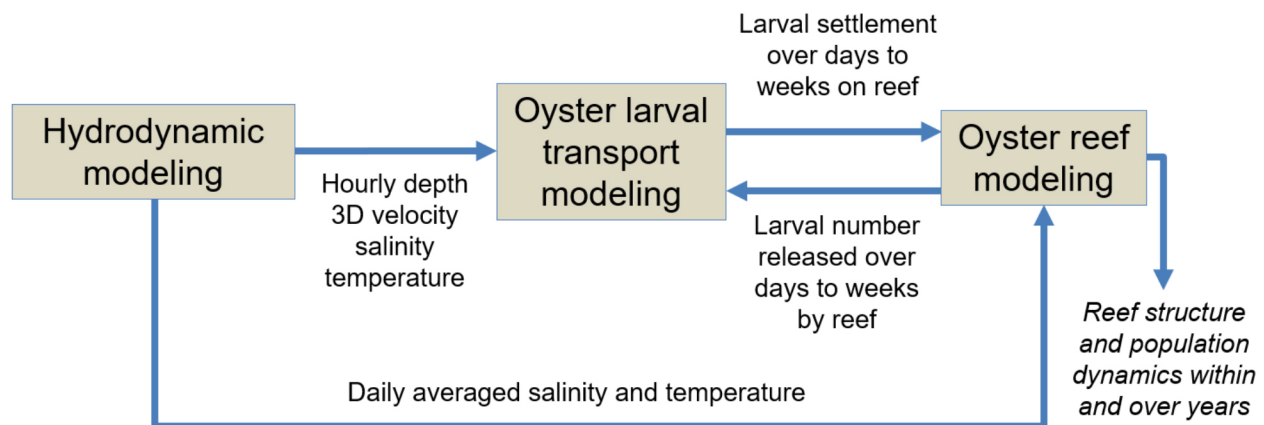 Hydrodynamic
modeling
Hourly depth
3D velocity
salinity
temperature
Oyster larval
transport
modeling
Larval settlement
over days to
weeks on reef
Larval number
released over
days to weeks
by reef
Oyster reef
modeling
Reef structure
and population
dynamics within
and over years
Daily averaged salinity and temperature